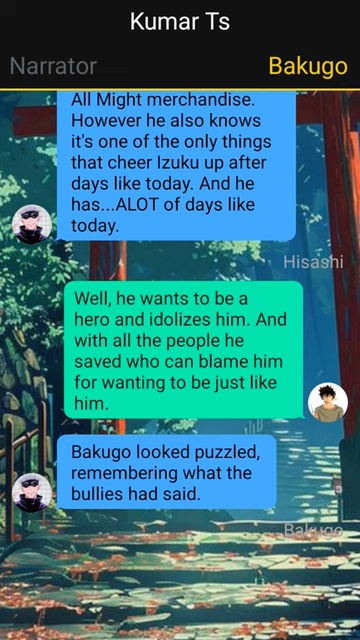 Kumar Ts
Narrator
Bakugo
All Might merchandise.
However he also knows
it's one of the only things
that cheer Izuku up after
days like today. And he
has...ALOT of days like
today.
Hisashi
Well, he wants to be a
hero and idolizes him. And
with all the people he
saved who can blame him
for wanting to be just like
him.
Bakugo looked puzzled,
remembering what the
bullies had said.
Bakugo